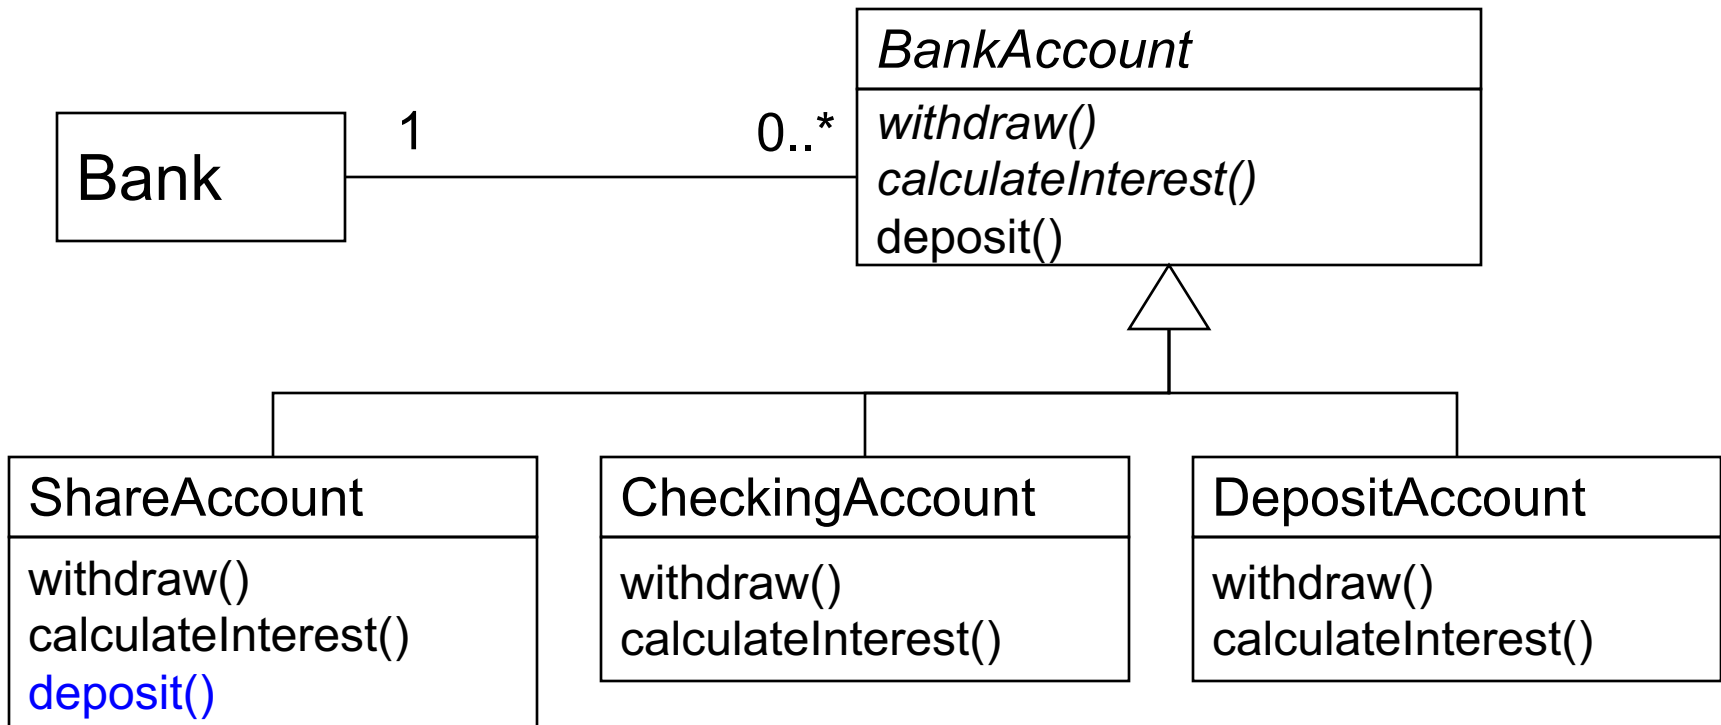 BankAccount
withdraw()
calculateInterest()
deposit()
Bank
1
0..*
ShareAccount
withdraw()
calculateInterest()
deposit()
CheckingAccount
withdraw()
calculateInterest()
DepositAccount
withdraw()
calculateInterest()